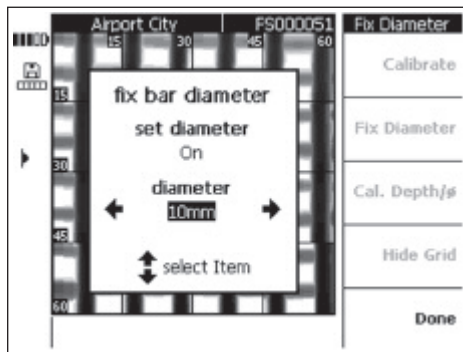 Airport City FS000051 Fix Diameter
15 30 45 60
Calibrate
15
fix bar diameter
set diameter
On
Fix Diameter
30
diameter
10mm
Cal. Depth/ø
45
select Item
Hide Grid
60
Done